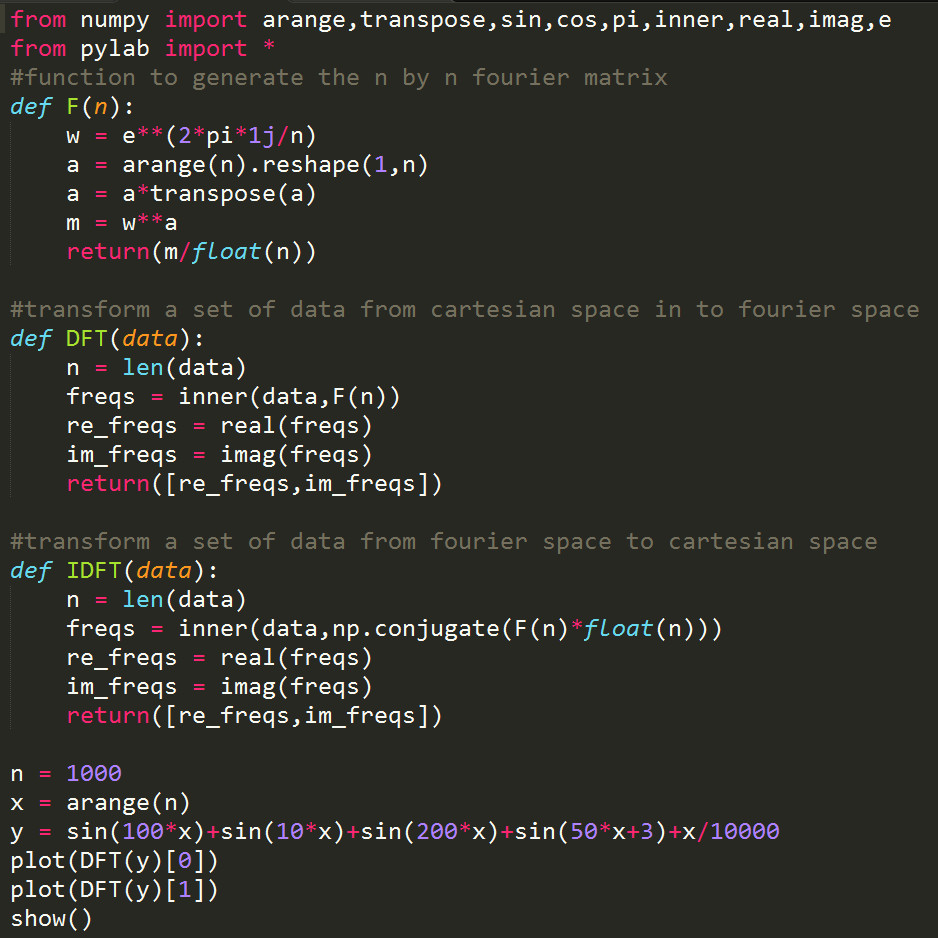 from numpy import arange,transpose,sin,cos,pi,inner,real,imag,e
from pylab import *
#function to generate the n by n fourier matrix
def F(n):
    w = e**(2*pi*1j/n)
    a = arange(n).reshape(1,n)
    a = a*transpose(a)
    m = w**a
    return(m/float(n))

#transform a set of data from cartesian space in to fourier space
def DFT(data):
    n = len(data)
    freqs = inner(data,F(n))
    re_freqs = real(freqs)
    im_freqs = imag(freqs)
    return([re_freqs,im_freqs])

#transform a set of data from fourier space to cartesian space
def IDFT(data):
    n = len(data)
    freqs = inner(data,np.conjugate(F(n)*float(n)))
    re_freqs = real(freqs)
    im_freqs = imag(freqs)
    return([re_freqs,im_freqs])

n = 1000
x = arange(n)
y = sin(100*x)+sin(10*x)+sin(200*x)+sin(50*x+3)+x/10000
plot(DFT(y)[0])
plot(DFT(y)[1])
show()